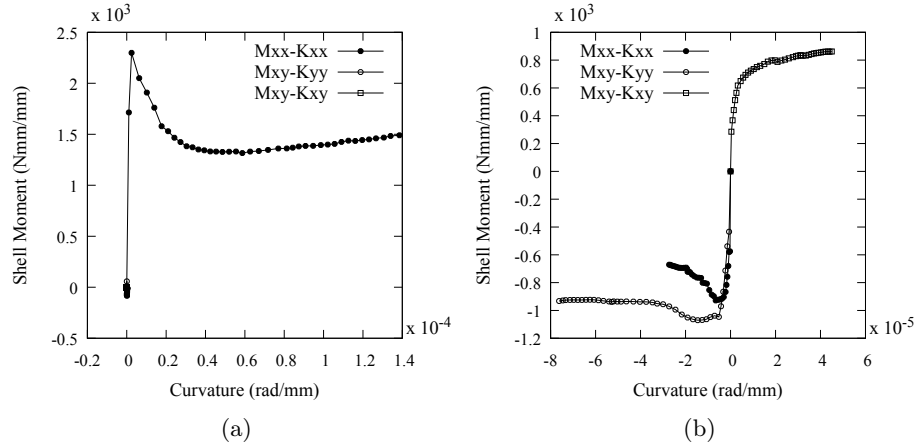 x 10³
2.5
2
1.5
1
0.5
0
-0.5
-0.2
0
0.2
0.4
0.6
0.8
1
1.2
1.4
x 10⁻⁴
Shell Moment (Nmm/mm)
Curvature (rad/mm)
Mxx-Kxx
Mxy-Kyy
Mxy-Kxy
(a)
x 10³
1
0.8
0.6
0.4
0.2
0
-0.2
-0.4
-0.6
-0.8
-1
-1.2
-8
-6
-4
-2
0
2
4
6
x 10⁻⁵
Shell Moment (Nmm/mm)
Curvature (rad/mm)
Mxx-Kxx
Mxy-Kyy
Mxy-Kxy
(b)